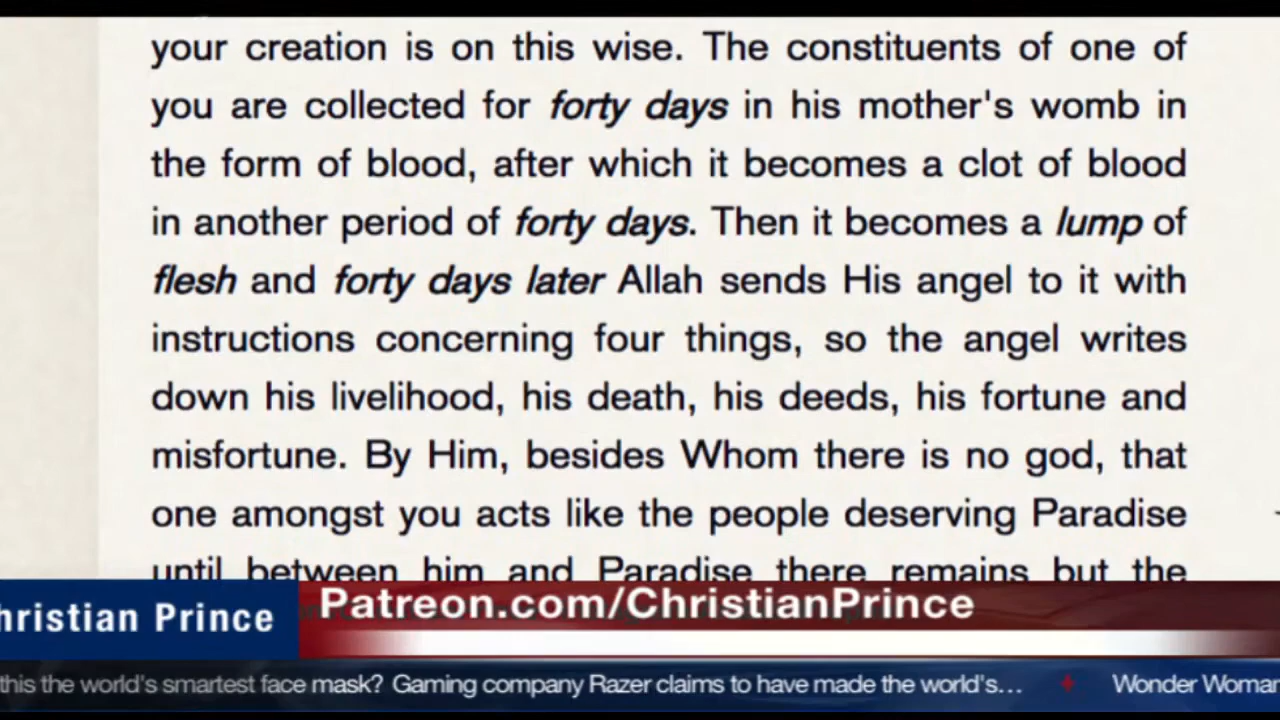 your creation is on this wise. The constituents of one of
you are collected for forty days in his mother's womb in
the form of blood, after which it becomes a clot of blood
in another period of forty days. Then it becomes a lump of
flesh and forty days later Allah sends His angel to it with
instructions concerning four things, so the angel writes
down his livelihood, his death, his deeds, his fortune and
misfortune. By Him, besides Whom there is no god, that
one amongst you acts like the people deserving Paradise
until between him and Paradise there remains but the
hristian Prince
Patreon.com/ChristianPrince
this the world's smartest face mask? Gaming company Razer claims to have made the world's... Wonder Woman